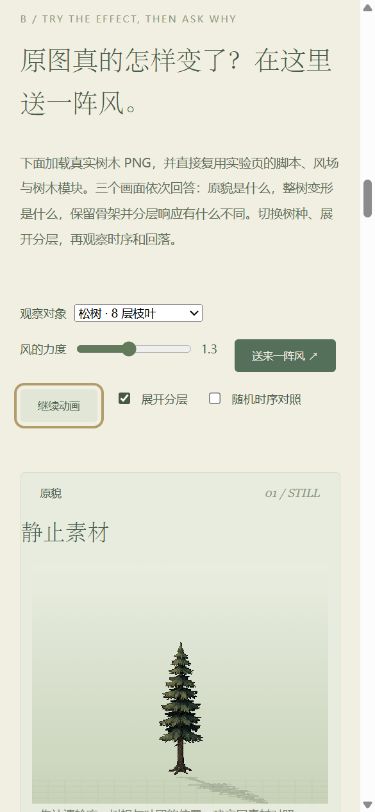 B / TRY THE EFFECT, THEN ASK WHY
原图真的怎样变了？在这里
送一阵风。
下面加载真实树木 PNG，并直接复用实验页的脚本、风场
与树木模块。三个画面依次回答：原貌是什么，整树变形
是什么，保留骨架并分层响应有什么不同。切换树种、展
开分层，再观察时序和回落。
观察对象 松树 · 8 层枝叶
风的力度 1.3 送来一阵风 ↗
继续动画 展开分层 随机时序对照
原貌 01 / STILL
静止素材